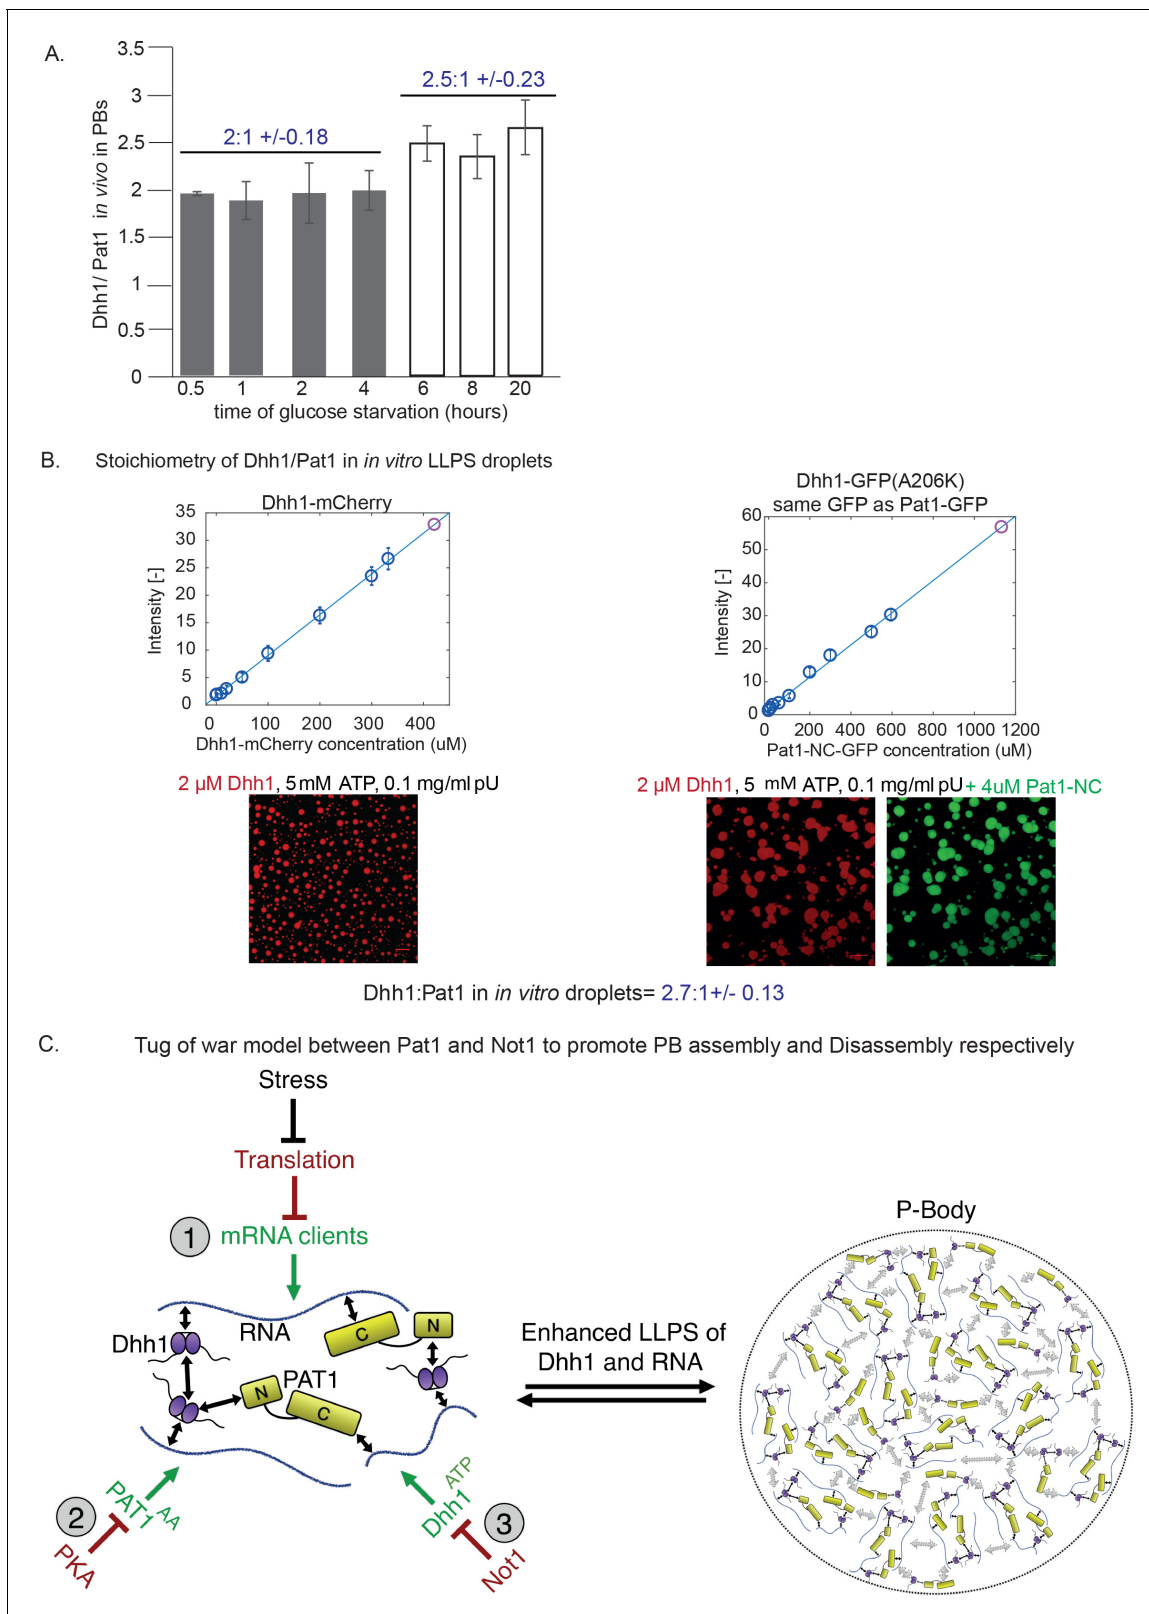 A.
3.5
3
2.5
2
1.5
1
0.5
0
Dhh1/ Pat1 in vivo in PBs
2:1 +/-0.18
2.5:1 +/-0.23
0.5 1 2 4 6 8 20
time of glucose starvation (hours)
B. Stoichiometry of Dhh1/Pat1 in in vitro LLPS droplets
Dhh1-mCherry
35
30
25
20
15
10
5
0
Intensity [-]
0 100 200 300 400
Dhh1-mCherry concentration (uM)
Dhh1-GFP(A206K)
same GFP as Pat1-GFP
60
50
40
30
20
10
0
Intensity [-]
0 200 400 600 800 1000 1200
Pat1-NC-GFP concentration (uM)
2 µM Dhh1, 5mM ATP, 0.1 mg/ml pU
2 µM Dhh1, 5 mM ATP, 0.1 mg/ml pU + 4uM Pat1-NC
Dhh1:Pat1 in in vitro droplets= 2.7:1+/- 0.13
C. Tug of war model between Pat1 and Not1 to promote PB assembly and Disassembly respectively
Stress
Translation
1 mRNA clients
RNA
Dhh1
C
N
N
PAT1
C
Enhanced LLPS of
Dhh1 and RNA
P-Body
2
PAT1 AA
PKA
Dhh1 ATP
3
Not1